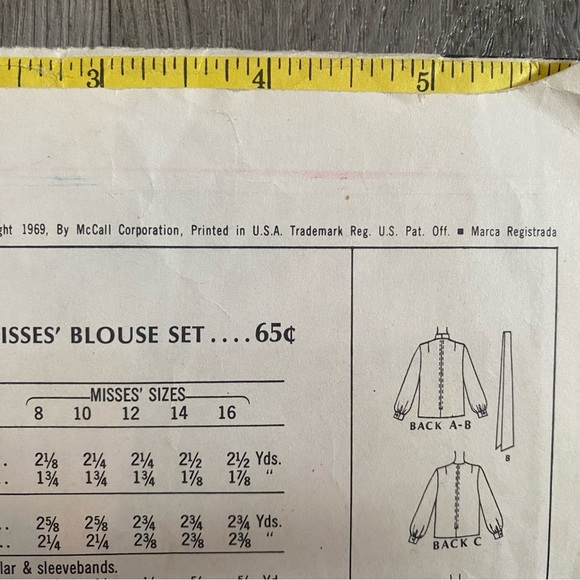 3 4 5
ght 1969, By McCall Corporation, Printed in U.S.A. Trademark Reg. U.S. Pat. Off. ■ Marca Registrada
ISSES' BLOUSE SET .... 65¢
MISSES' SIZES
8 10 12 14 16
.. 2⅛ 2¼ 2¼ 2½ 2½ Yds.
.. 1¾ 1¾ 1¾ 1⅞ 1⅞ "
.. 2⅝ 2⅝ 2¾ 2¾ 2¾ Yds.
.. 2¼ 2¼ 2⅜ 2⅜ 2⅜ "
lar & sleevebands.
BACK A-B
B
BACK C